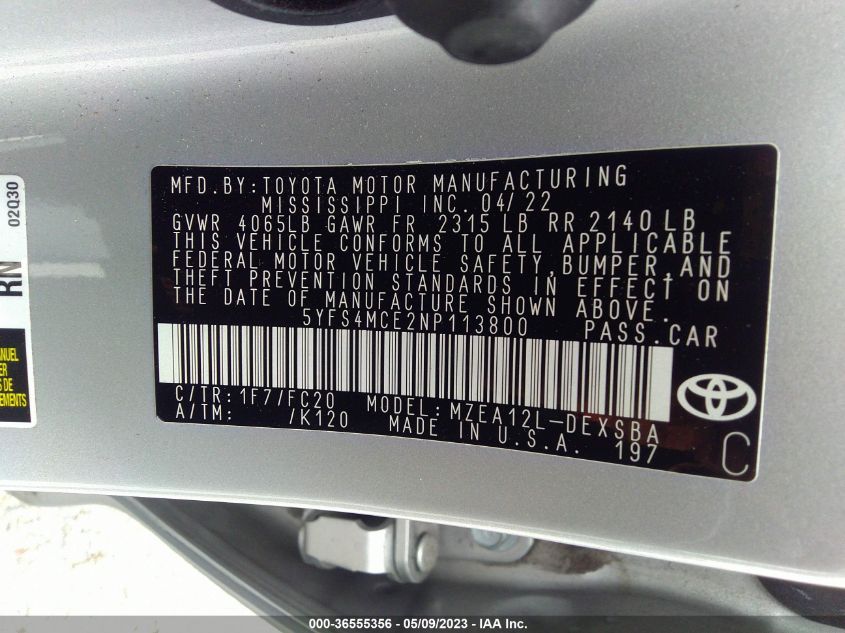 MFD.BY:TOYOTA MOTOR MANUFACTURING
MISSISSIPPI INC. 04/22
GVWR 4065LB GAWR FR 2315 LB RR 2140LB
THIS VEHICLE CONFORMS TO ALL APPLICABLE
FEDERAL MOTOR VEHICLE SAFETY,BUMPER,AND
THEFT PREVENTION STANDARDS IN EFFECT ON
THE DATE OF MANUFACTURE SHOWN ABOVE.
5YFS4MCE2NP113800 PASS.CAR
C/TR:1F7/FC20 MODEL:MZEA12L-DEXSBA
A/TM: /K120 MADE IN U.S.A. 197
C
02Q30
RN
000-36555356 - 05/09/2023 - IAA Inc.